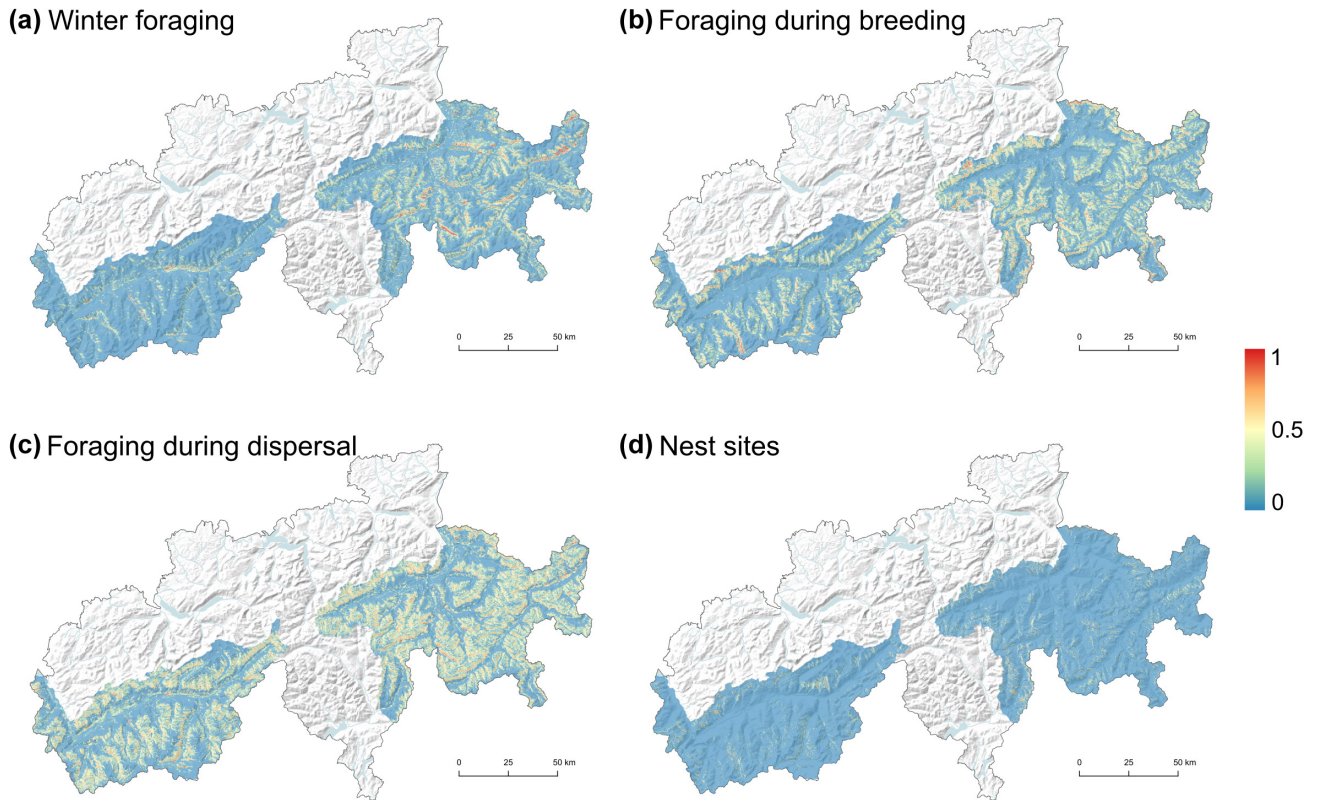 (a) Winter foraging
(b) Foraging during breeding
0 25 50 km
0 25 50 km
1
0.5
0
(c) Foraging during dispersal
(d) Nest sites
0 25 50 km
0 25 50 km